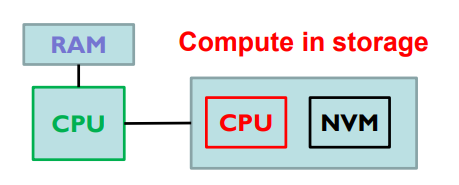 RAM
Compute in storage
CPU
CPU
NVM